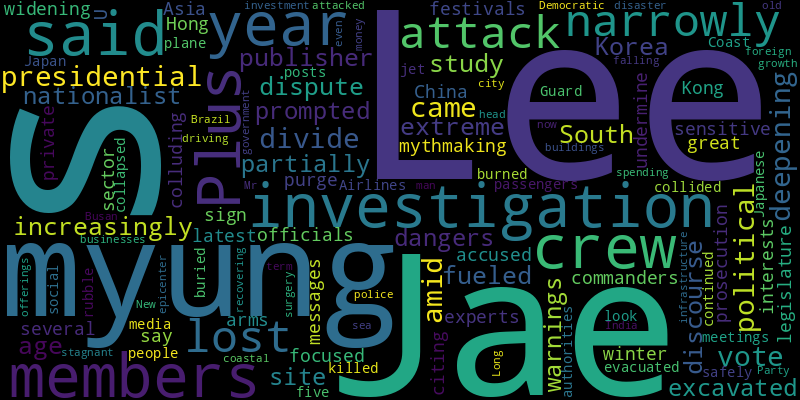 widening
U
Asia
Hong
plane
said
year
investment
attacked
even
money
festivals
Democratic
disaster
old
narrowly
attack
Lee
Korea
Coast
foreign
growth
falling
presidential
Japan
nationalist
publisher
posts
dispute
study
jet
China
city
Guard
Kong
undermine
sensitive
great
S
private
sector
collapsed
colluding
Brazil
driving
Plus
government
prompted
divide
partially
came
extreme
mythmaking
head
now
South
buildings
spending
deepening
Mr
purge
Airlines
man
burned
passengers
collided
Busan
increasingly
sign
investigation
political
Japanese
interests
legislature
businesses
latest
officials
dangers
accused
crew
commanders
prosecution
discourse
infrastructure
continued
myung
offerings
social
rubble
epicenter
New
buried
recovering
term
surgery
messages
police
sea
Jae
amid
fueled
experts
warnings
authorities
look
India
meetings
several
media
say
lost
arms
age
stagnant
people
coastal
focused
killed
citing
Long
winter
evacuated
vote
safely
Party
members
site
five
excavated